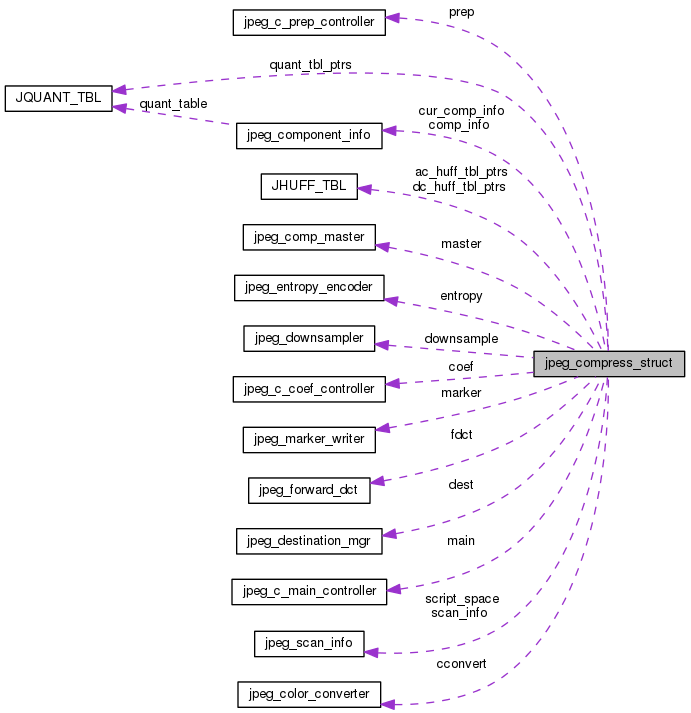 prep
jpeg_c_prep_controller
quant_tbl_ptrs
JQUANT_TBL
quant_table
cur_comp_info
comp_info
jpeg_component_info
ac_huff_tbl_ptrs
dc_huff_tbl_ptrs
JHUFF_TBL
jpeg_comp_master
master
jpeg_entropy_encoder
entropy
jpeg_downsampler
downsample
jpeg_compress_struct
coef
jpeg_c_coef_controller
marker
jpeg_marker_writer
fdct
jpeg_forward_dct
dest
jpeg_destination_mgr
main
jpeg_c_main_controller
script_space
scan_info
jpeg_scan_info
cconvert
jpeg_color_converter